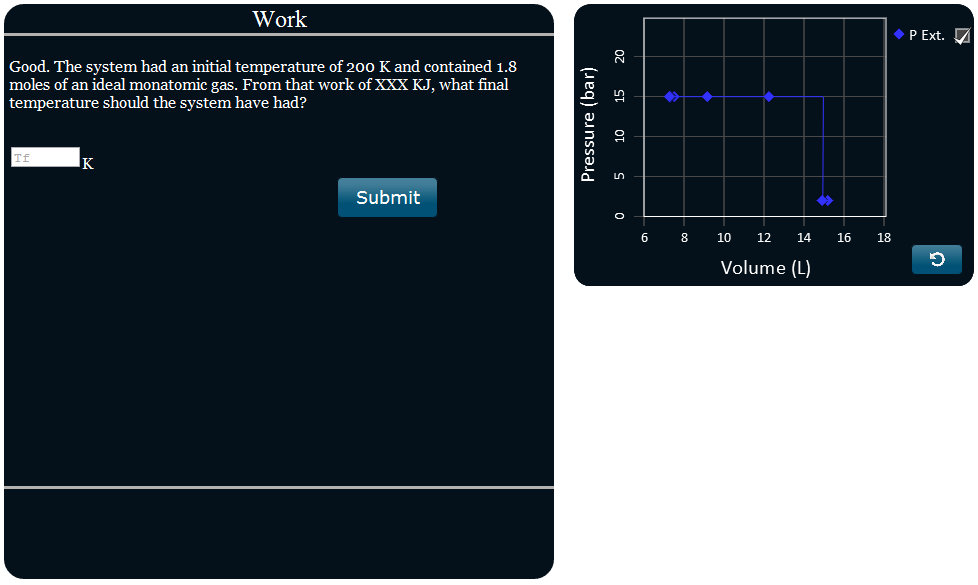 Work
Good. The system had an initial temperature of 200 K and contained 1.8
moles of an ideal monatomic gas. From that work of XXX KJ, what final
temperature should the system have had?
Tf K
Submit
P Ext.
Pressure (bar)
20
15
10
5
0
6 8 10 12 14 16 18
Volume (L)